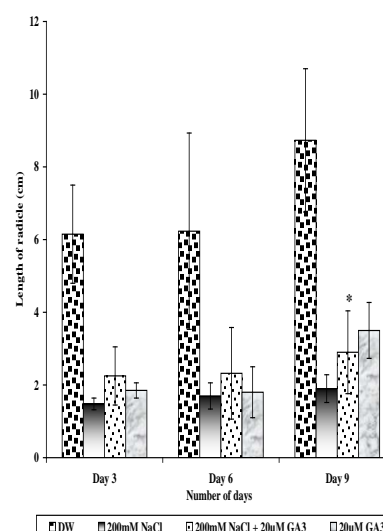 12
10
8
6
4
2
0
Length of radicle (cm)
*
Day 3 Day 6 Day 9
Number of days
DW 200mM NaCl 200mM NaCl + 20uM GA3 20uM GA3